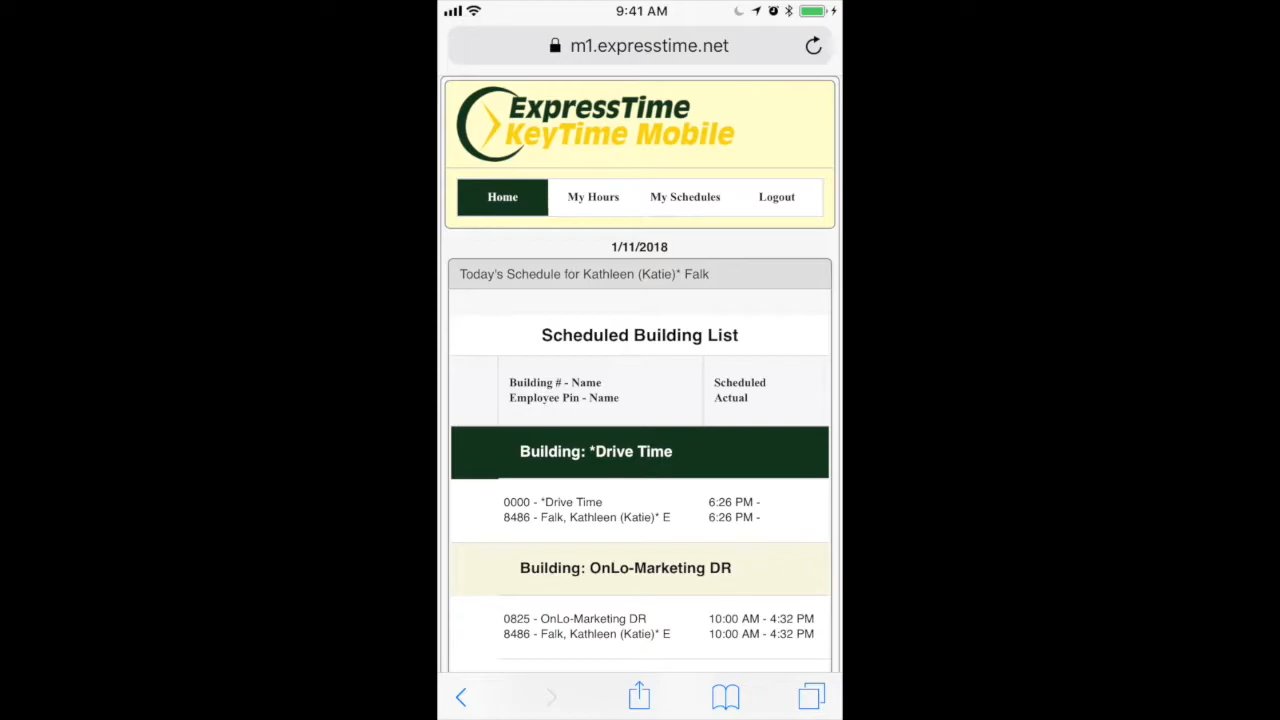 9:41 AM
m1.expresstime.net
ExpressTime
KeyTime Mobile
Home My Hours My Schedules Logout
1/11/2018
Today's Schedule for Kathleen (Katie)* Falk
Scheduled Building List
Building # - Name Scheduled
Employee Pin - Name Actual
Building: *Drive Time
0000 - *Drive Time 6:26 PM -
8486 - Falk, Kathleen (Katie)* E 6:26 PM -
Building: OnLo-Marketing DR
0825 - OnLo-Marketing DR 10:00 AM - 4:32 PM
8486 - Falk, Kathleen (Katie)* E 10:00 AM - 4:32 PM